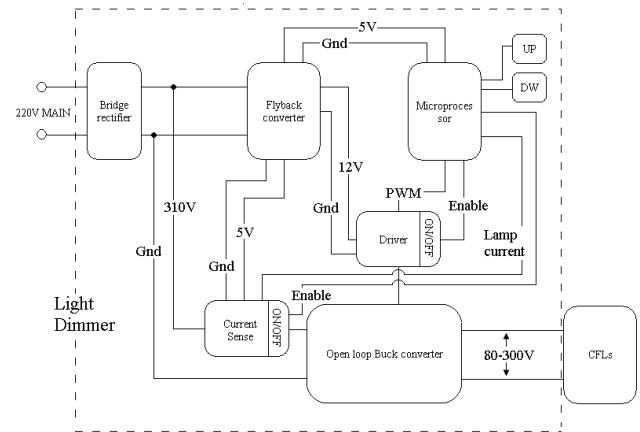 5V
Gnd
UP
DW
220V MAIN
Bridge
rectifier
Flyback
converter
Microproces
sor
12V
PWM
310V
Gnd
Enable
5V
Driver
ON/OFF
Lamp
current
Gnd
Gnd
Enable
Light
Dimmer
Current
Sense
ON/OFF
Open loop Buck converter
80-300V
CFLs